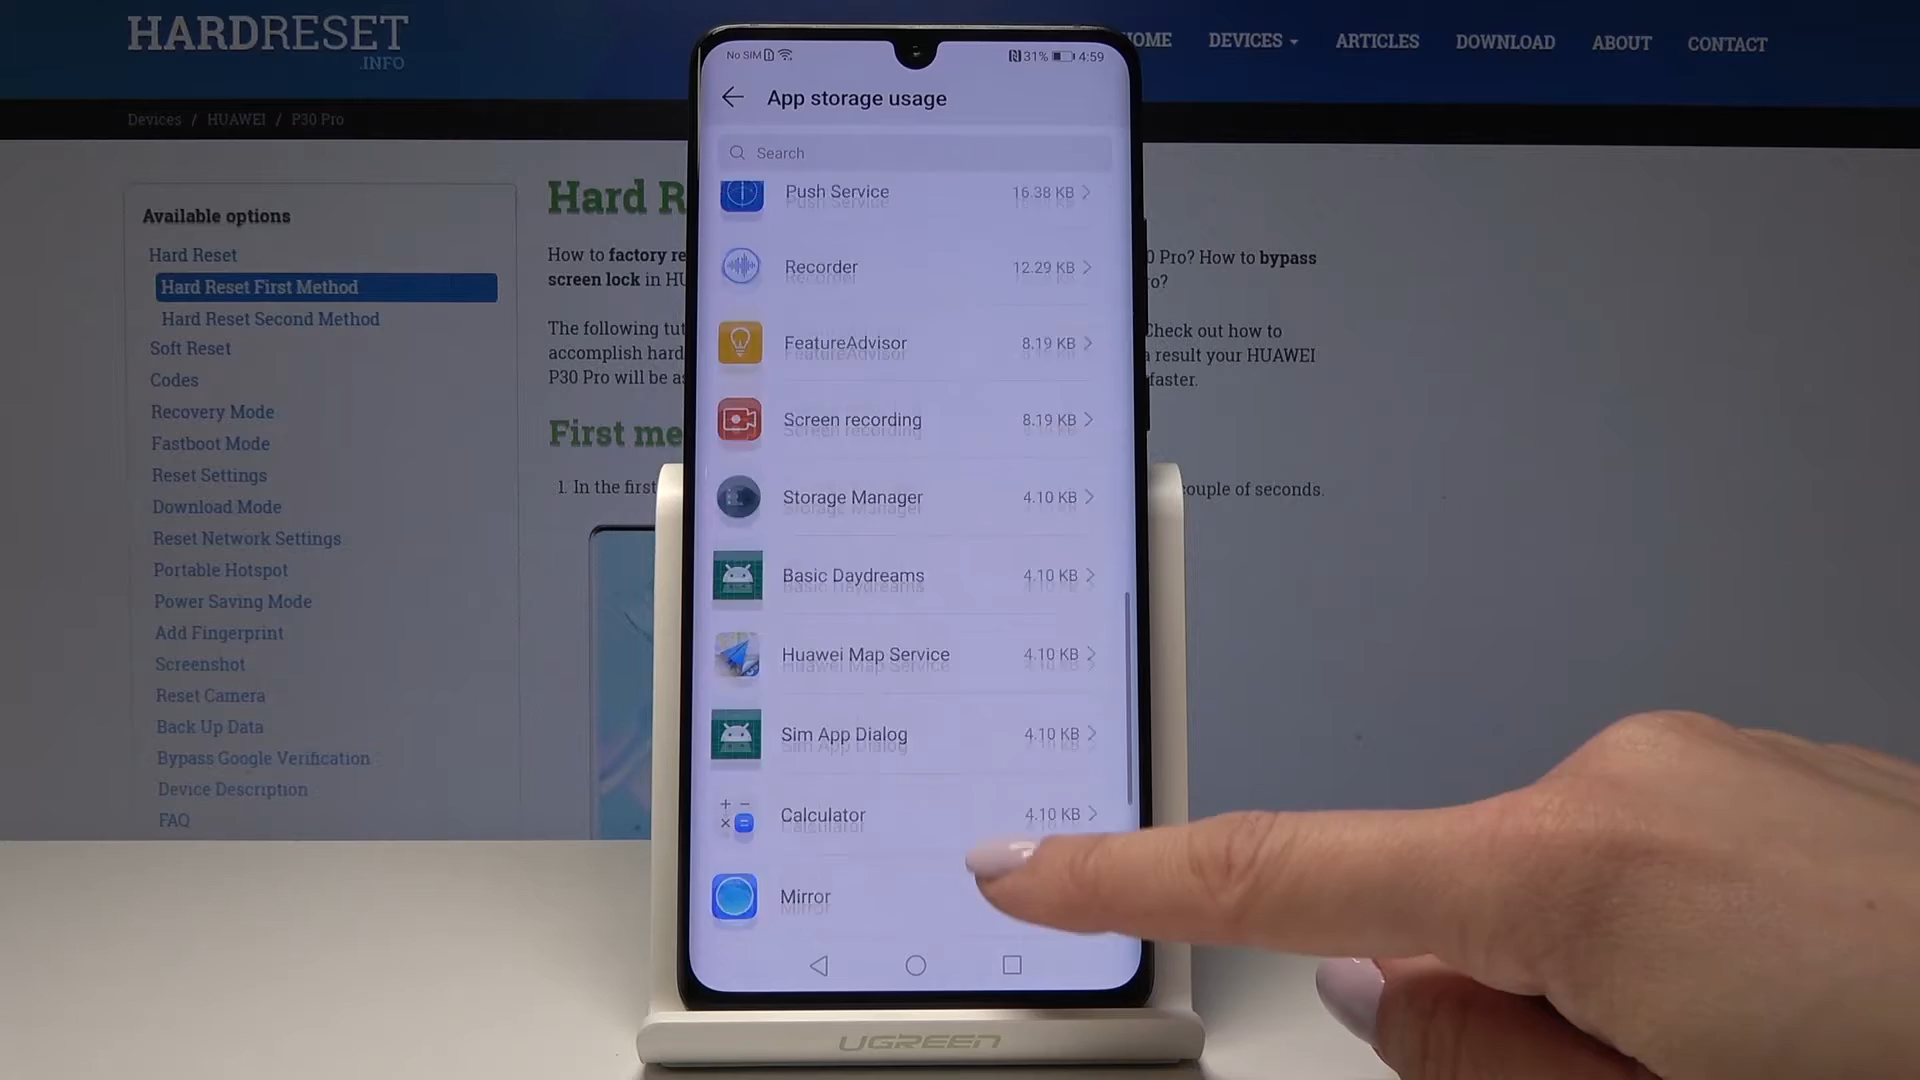 HARDRESET
.INFO
HOME
DEVICES
ARTICLES
DOWNLOAD
ABOUT
CONTACT
Devices / HUAWEI / P30 Pro
Available options
Hard Reset
Hard Reset First Method
Hard Reset Second Method
Soft Reset
Codes
Recovery Mode
Fastboot Mode
Reset Settings
Download Mode
Reset Network Settings
Portable Hotspot
Power Saving Mode
Add Fingerprint
Screenshot
Reset Camera
Back Up Data
Bypass Google Verification
Device Description
FAQ
Hard R
How to factory re
0 Pro? How to bypass
screen lock in HU
ro?
The following tut
Check out how to
accomplish hard
a result your HUAWEI
P30 Pro will be as
faster.
First me
1. In the first
couple of seconds.
No SIM
31%
4:59
App storage usage
Search
Push Service 16.38 KB
Recorder 12.29 KB
FeatureAdvisor 8.19 KB
Screen recording 8.19 KB
Storage Manager 4.10 KB
Basic Daydreams 4.10 KB
Huawei Map Service 4.10 KB
Sim App Dialog 4.10 KB
Calculator 4.10 KB
Mirror
UGREEN